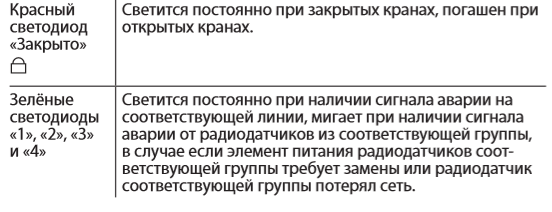 Красный
светодиод
«Закрыто»
Светится постоянно при закрытых кранах, погашен при
открытых кранах.
Зелёные
светодиоды
«1», «2», «3»
и «4»
Светится постоянно при наличии сигнала аварии на
соответствующей линии, мигает при наличии сигнала
аварии от радиодатчиков из соответствующей группы,
в случае если элемент питания радиодатчиков соот-
ветствующей группы требует замены или радиодатчик
соответствующей группы потерял сеть.